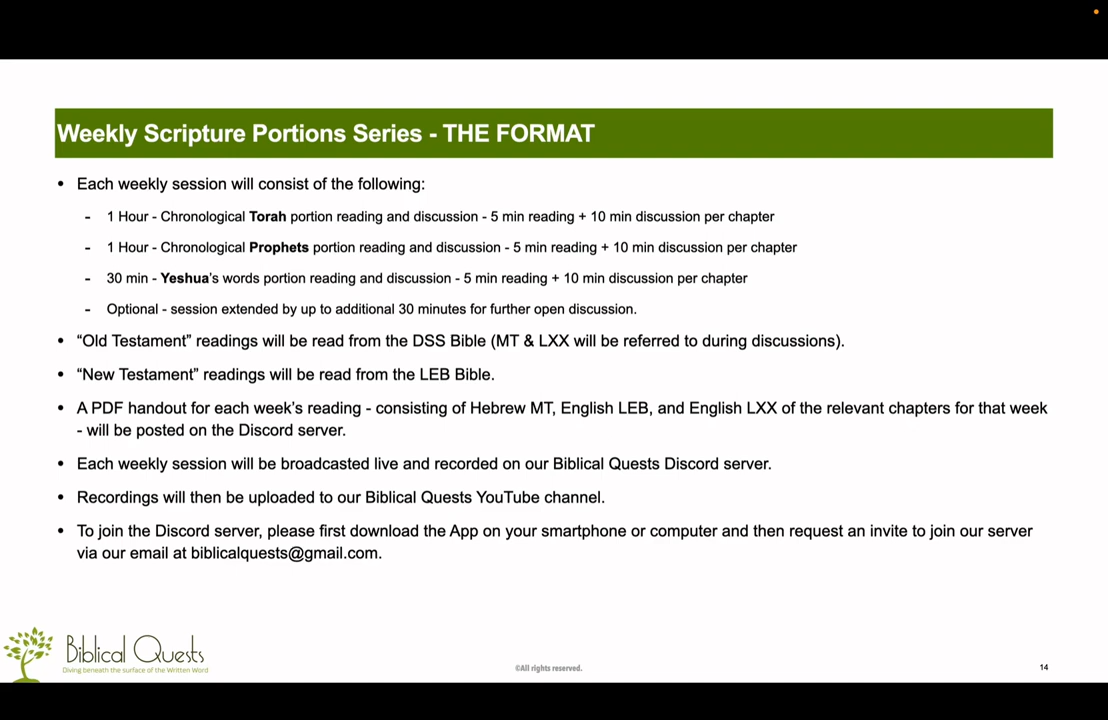 Weekly Scripture Portions Series - THE FORMAT
• Each weekly session will consist of the following:
- 1 Hour - Chronological Torah portion reading and discussion - 5 min reading + 10 min discussion per chapter
- 1 Hour - Chronological Prophets portion reading and discussion - 5 min reading + 10 min discussion per chapter
- 30 min - Yeshua's words portion reading and discussion - 5 min reading + 10 min discussion per chapter
- Optional - session extended by up to additional 30 minutes for further open discussion.
• “Old Testament” readings will be read from the DSS Bible (MT & LXX will be referred to during discussions).
• “New Testament” readings will be read from the LEB Bible.
• A PDF handout for each week's reading - consisting of Hebrew MT, English LEB, and English LXX of the relevant chapters for that week
- will be posted on the Discord server.
• Each weekly session will be broadcasted live and recorded on our Biblical Quests Discord server.
• Recordings will then be uploaded to our Biblical Quests YouTube channel.
• To join the Discord server, please first download the App on your smartphone or computer and then request an invite to join our server
via our email at biblicalquests@gmail.com.
Biblical Quests
Diving beneath the surface of the Written Word
©All rights reserved.
14